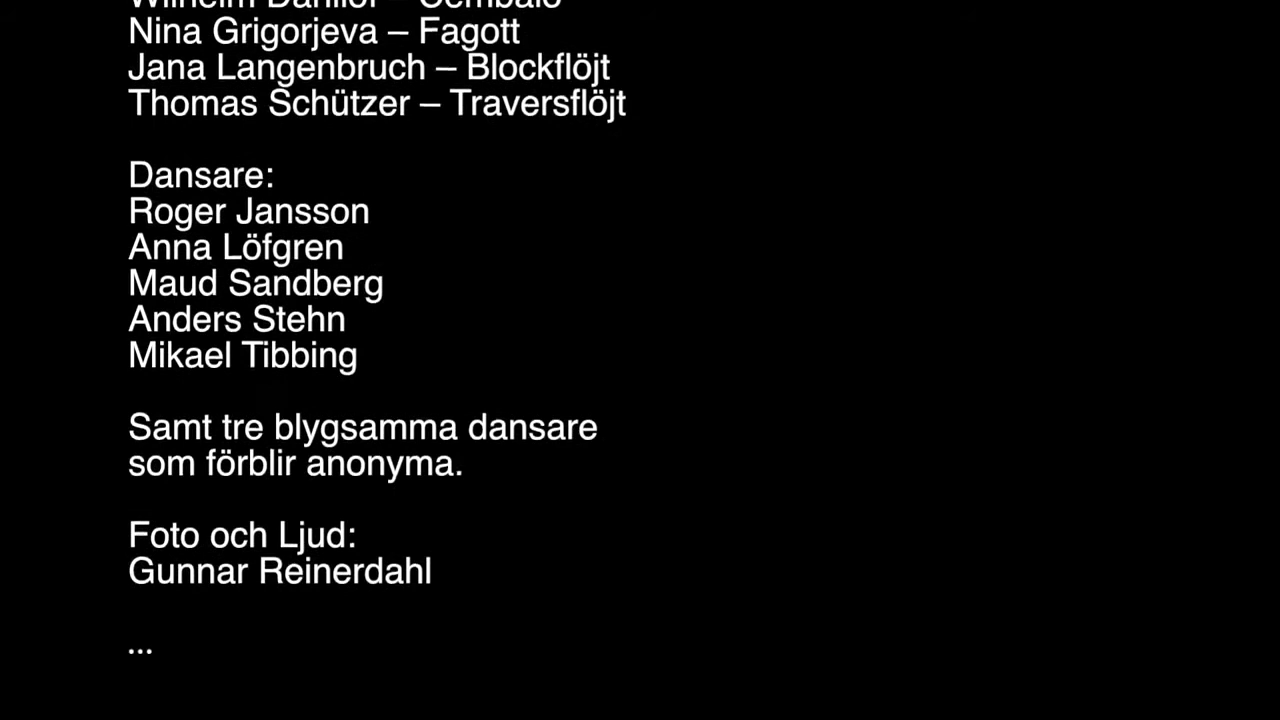 Nina Grigorjeva – Fagott
Jana Langenbruch – Blockflöjt
Thomas Schützer – Traversflöjt
Dansare:
Roger Jansson
Anna Löfgren
Maud Sandberg
Anders Stehn
Mikael Tibbing
Samt tre blygsamma dansare
som förblir anonyma.
Foto och Ljud:
Gunnar Reinerdahl
...